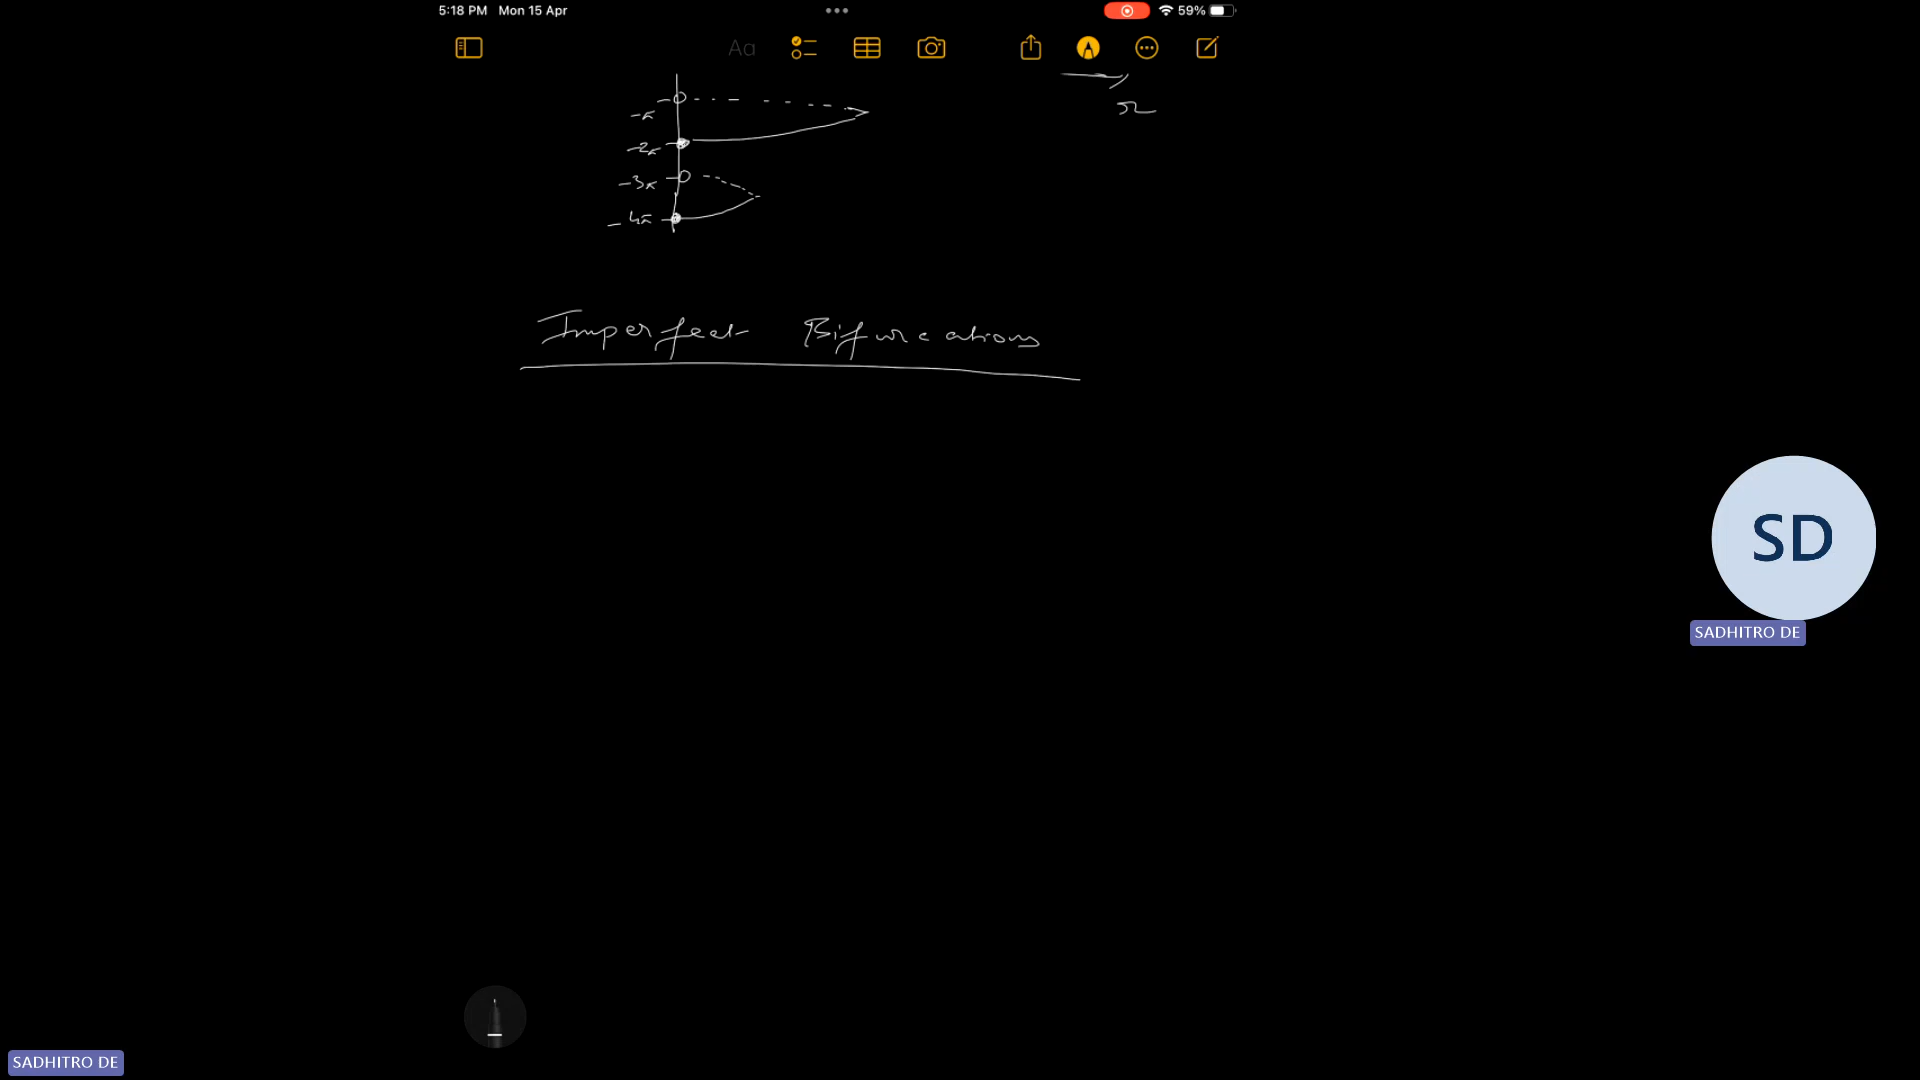 5:18 PM Mon 15 Apr
59%
Aa
-π
-2π
-3π
-4π
r
Imperfect Bifurcations
SD
SADHITRO DE
SADHITRO DE